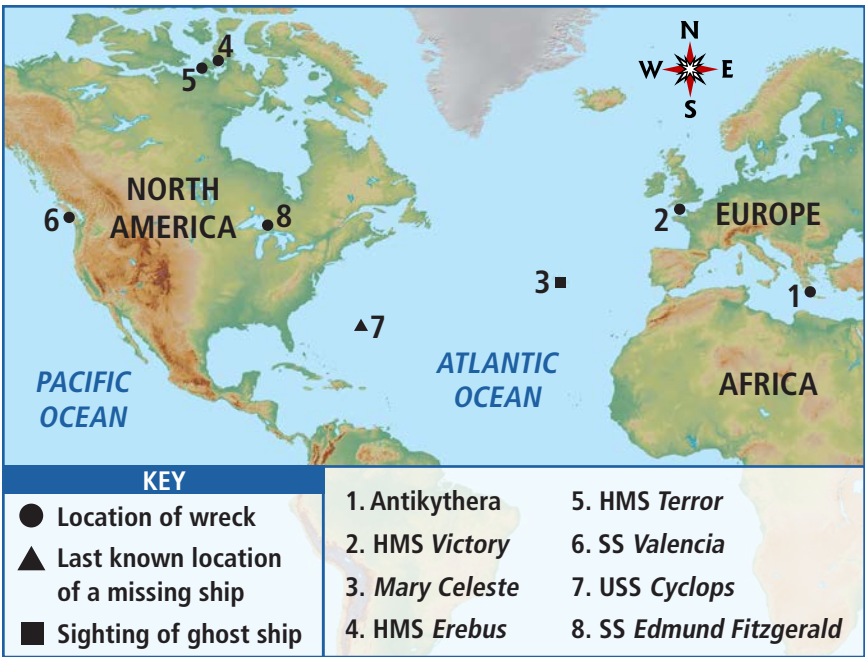 N
W E
S
4
5
NORTH
AMERICA
6
8
2
EUROPE
3
1
7
PACIFIC
OCEAN
ATLANTIC
OCEAN
AFRICA
KEY
Location of wreck
Last known location
of a missing ship
Sighting of ghost ship
1. Antikythera
2. HMS Victory
3. Mary Celeste
4. HMS Erebus
5. HMS Terror
6. SS Valencia
7. USS Cyclops
8. SS Edmund Fitzgerald